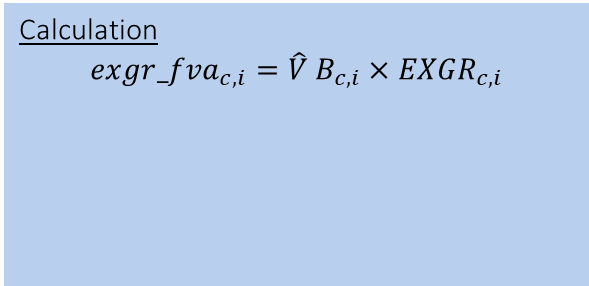 Calculation
exgr_fva_{c,i} = V̂ B_{c,i} × EXGR_{c,i}